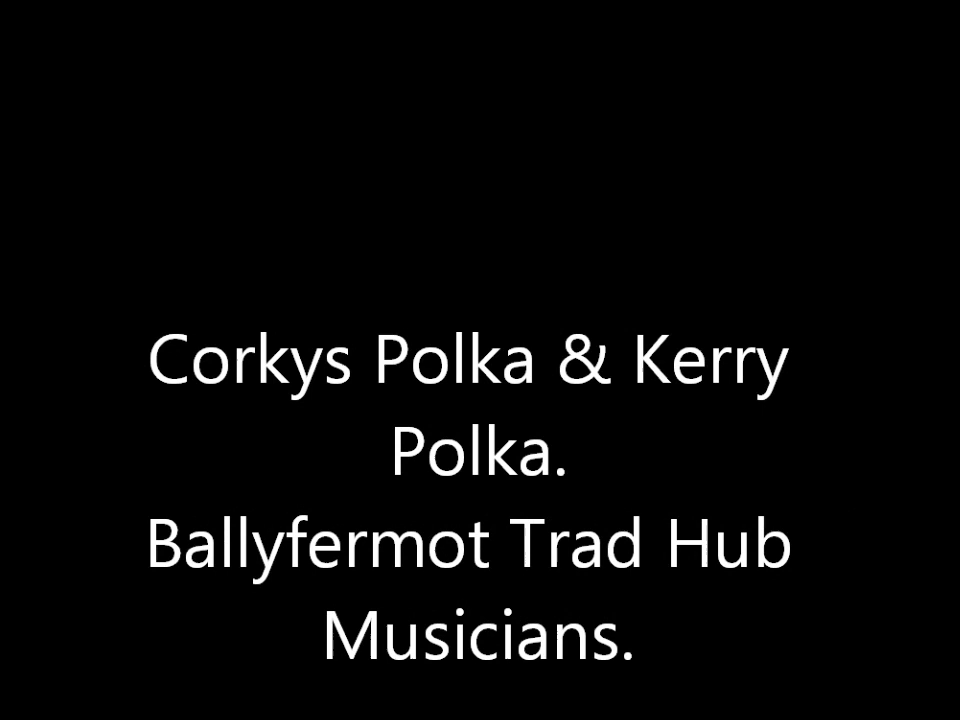 Corkys Polka & Kerry
Polka.
Ballyfermot Trad Hub
Musicians.